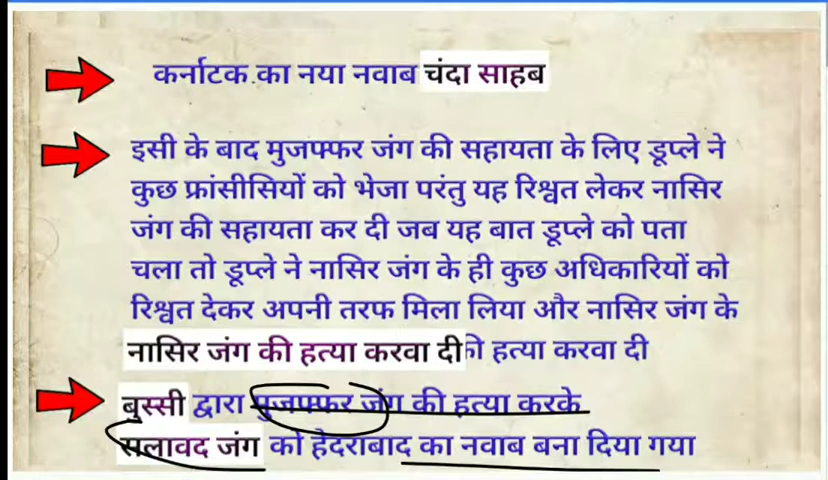 कर्नाटक का नया नवाब चंदा साहब
इसी के बाद मुजफ्फर जंग की सहायता के लिए डूप्ले ने
कुछ फ्रांसीसियों को भेजा परंतु यह रिश्वत लेकर नासिर
जंग की सहायता कर दी जब यह बात डूप्ले को पता
चला तो डूप्ले ने नासिर जंग के ही कुछ अधिकारियों को
रिश्वत देकर अपनी तरफ मिला लिया और नासिर जंग के
नासिर जंग की हत्या करवा दी की हत्या करवा दी
बुस्सी द्वारा मुजफ्फर जंग की हत्या करके
सलावद जंग को हेदराबाद का नवाब बना दिया गया